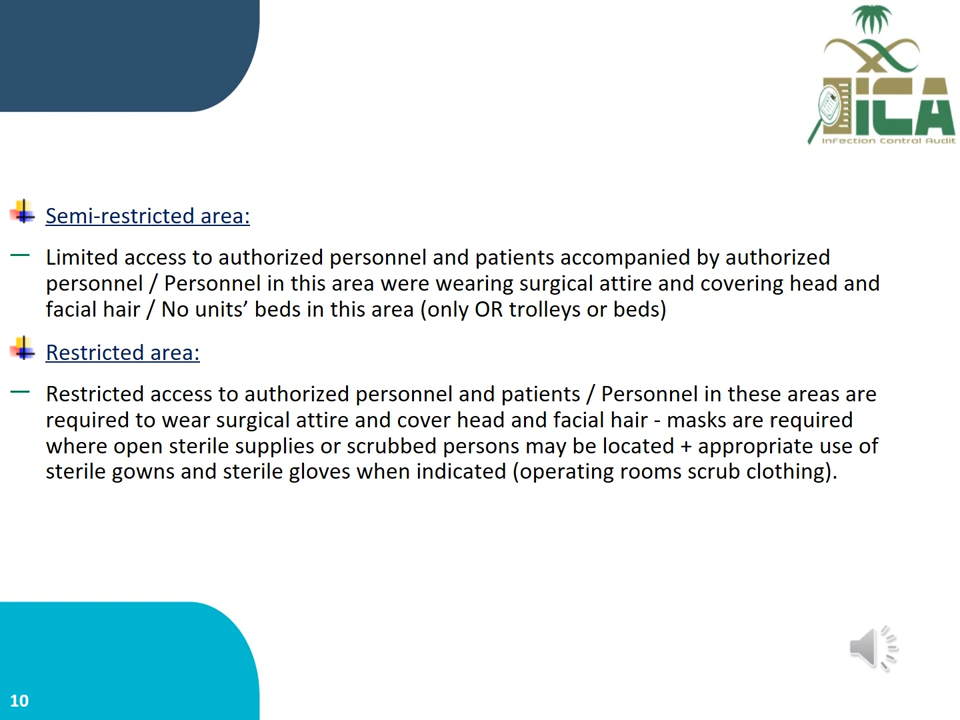 ICA
Infection Control Audit
Semi-restricted area:
— Limited access to authorized personnel and patients accompanied by authorized
personnel / Personnel in this area were wearing surgical attire and covering head and
facial hair / No units’ beds in this area (only OR trolleys or beds)
Restricted area:
— Restricted access to authorized personnel and patients / Personnel in these areas are
required to wear surgical attire and cover head and facial hair - masks are required
where open sterile supplies or scrubbed persons may be located + appropriate use of
sterile gowns and sterile gloves when indicated (operating rooms scrub clothing).
10